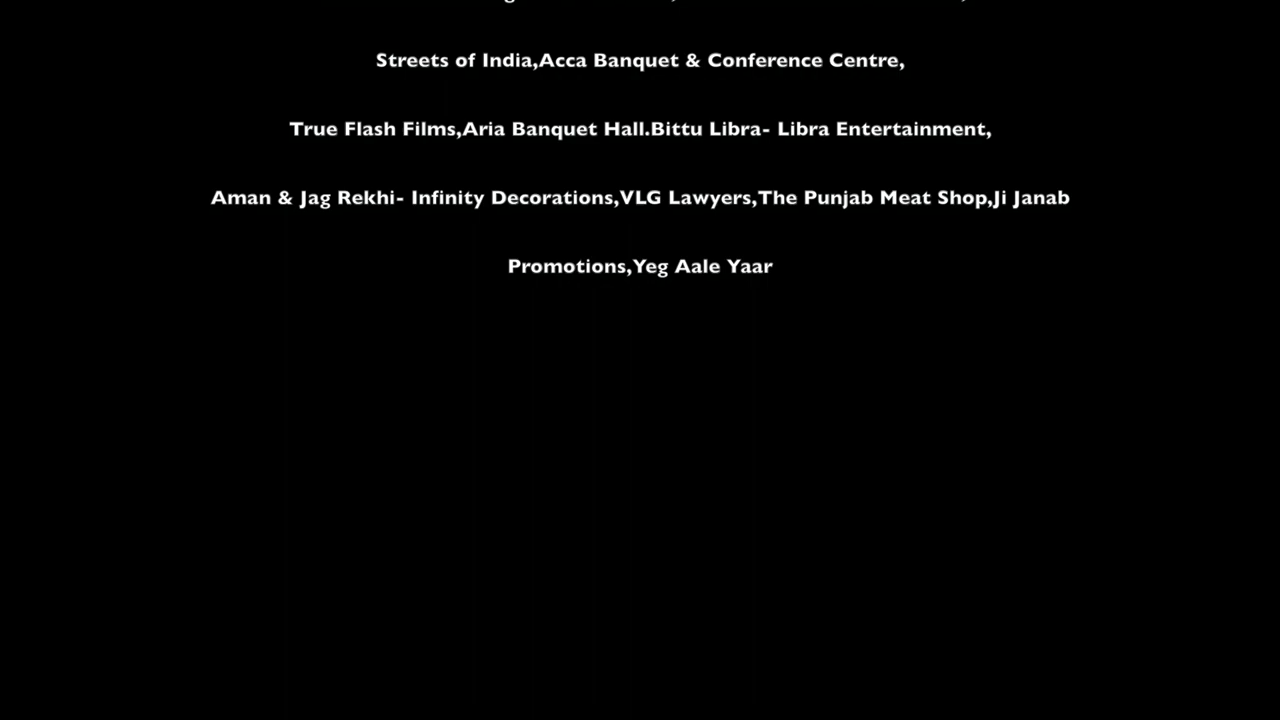 Streets of India,Acca Banquet & Conference Centre,
True Flash Films,Aria Banquet Hall.Bittu Libra- Libra Entertainment,
Aman & Jag Rekhi- Infinity Decorations,VLG Lawyers,The Punjab Meat Shop,Ji Janab
Promotions,Yeg Aale Yaar